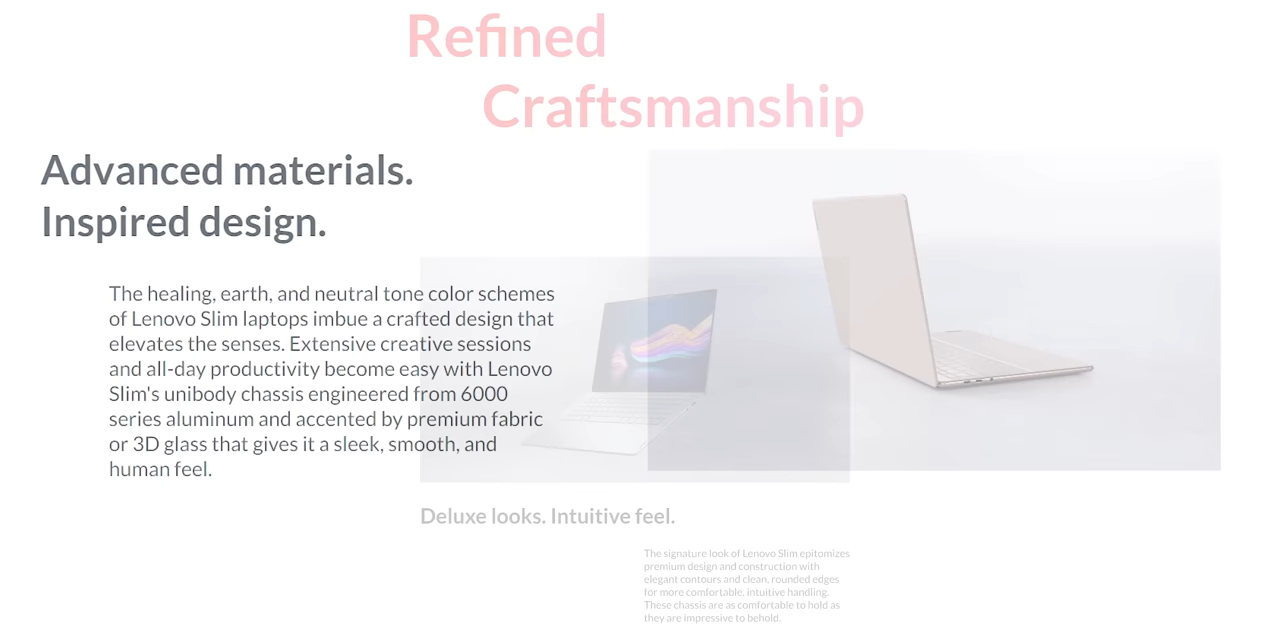 Refined
Craftsmanship
Advanced materials.
Inspired design.
The healing, earth, and neutral tone color schemes
of Lenovo Slim laptops imbue a crafted design that
elevates the senses. Extensive creative sessions
and all-day productivity become easy with Lenovo
Slim's unibody chassis engineered from 6000
series aluminum and accented by premium fabric
or 3D glass that gives it a sleek, smooth, and
human feel.
Deluxe looks. Intuitive feel.
The signature look of Lenovo Slim epitomizes
premium design and construction with
elegant contours and clean, rounded edges
for more comfortable, intuitive handling.
These chassis are as comfortable to hold as
they are impressive to behold.